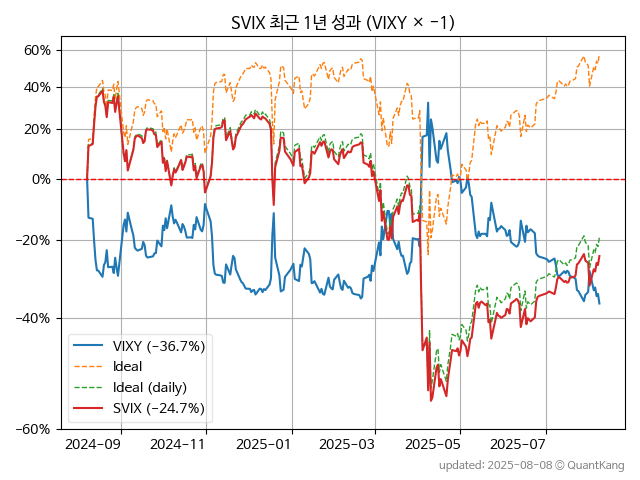 SVIX 최근 1년 성과 (VIXY × −1)
60%
40%
20%
0%
−20%
−40%
−60%
VIXY (−36.7%)
Ideal
Ideal (daily)
SVIX (−24.7%)
2024-09 2024-11 2025-01 2025-03 2025-05 2025-07
updated: 2025-08-08 © QuantKang